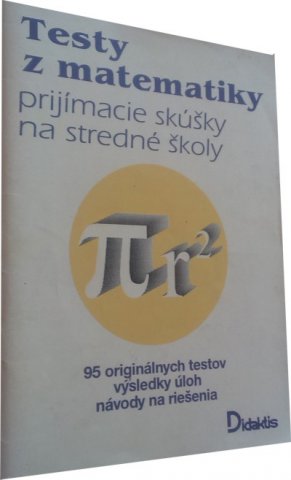 Testy
z matematiky
prijímacie skúšky
na stredné školy
πr²
95 originálnych testov
výsledky úloh
návody na riešenia
Didaktis